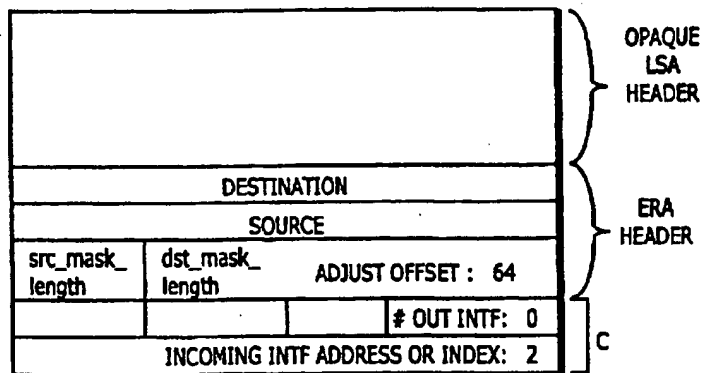 OPAQUE
LSA
HEADER
DESTINATION
SOURCE
ERA
HEADER
src_mask_
length
dst_mask_
length
ADJUST OFFSET : 64
# OUT INTF: 0
INCOMING INTF ADDRESS OR INDEX: 2
C